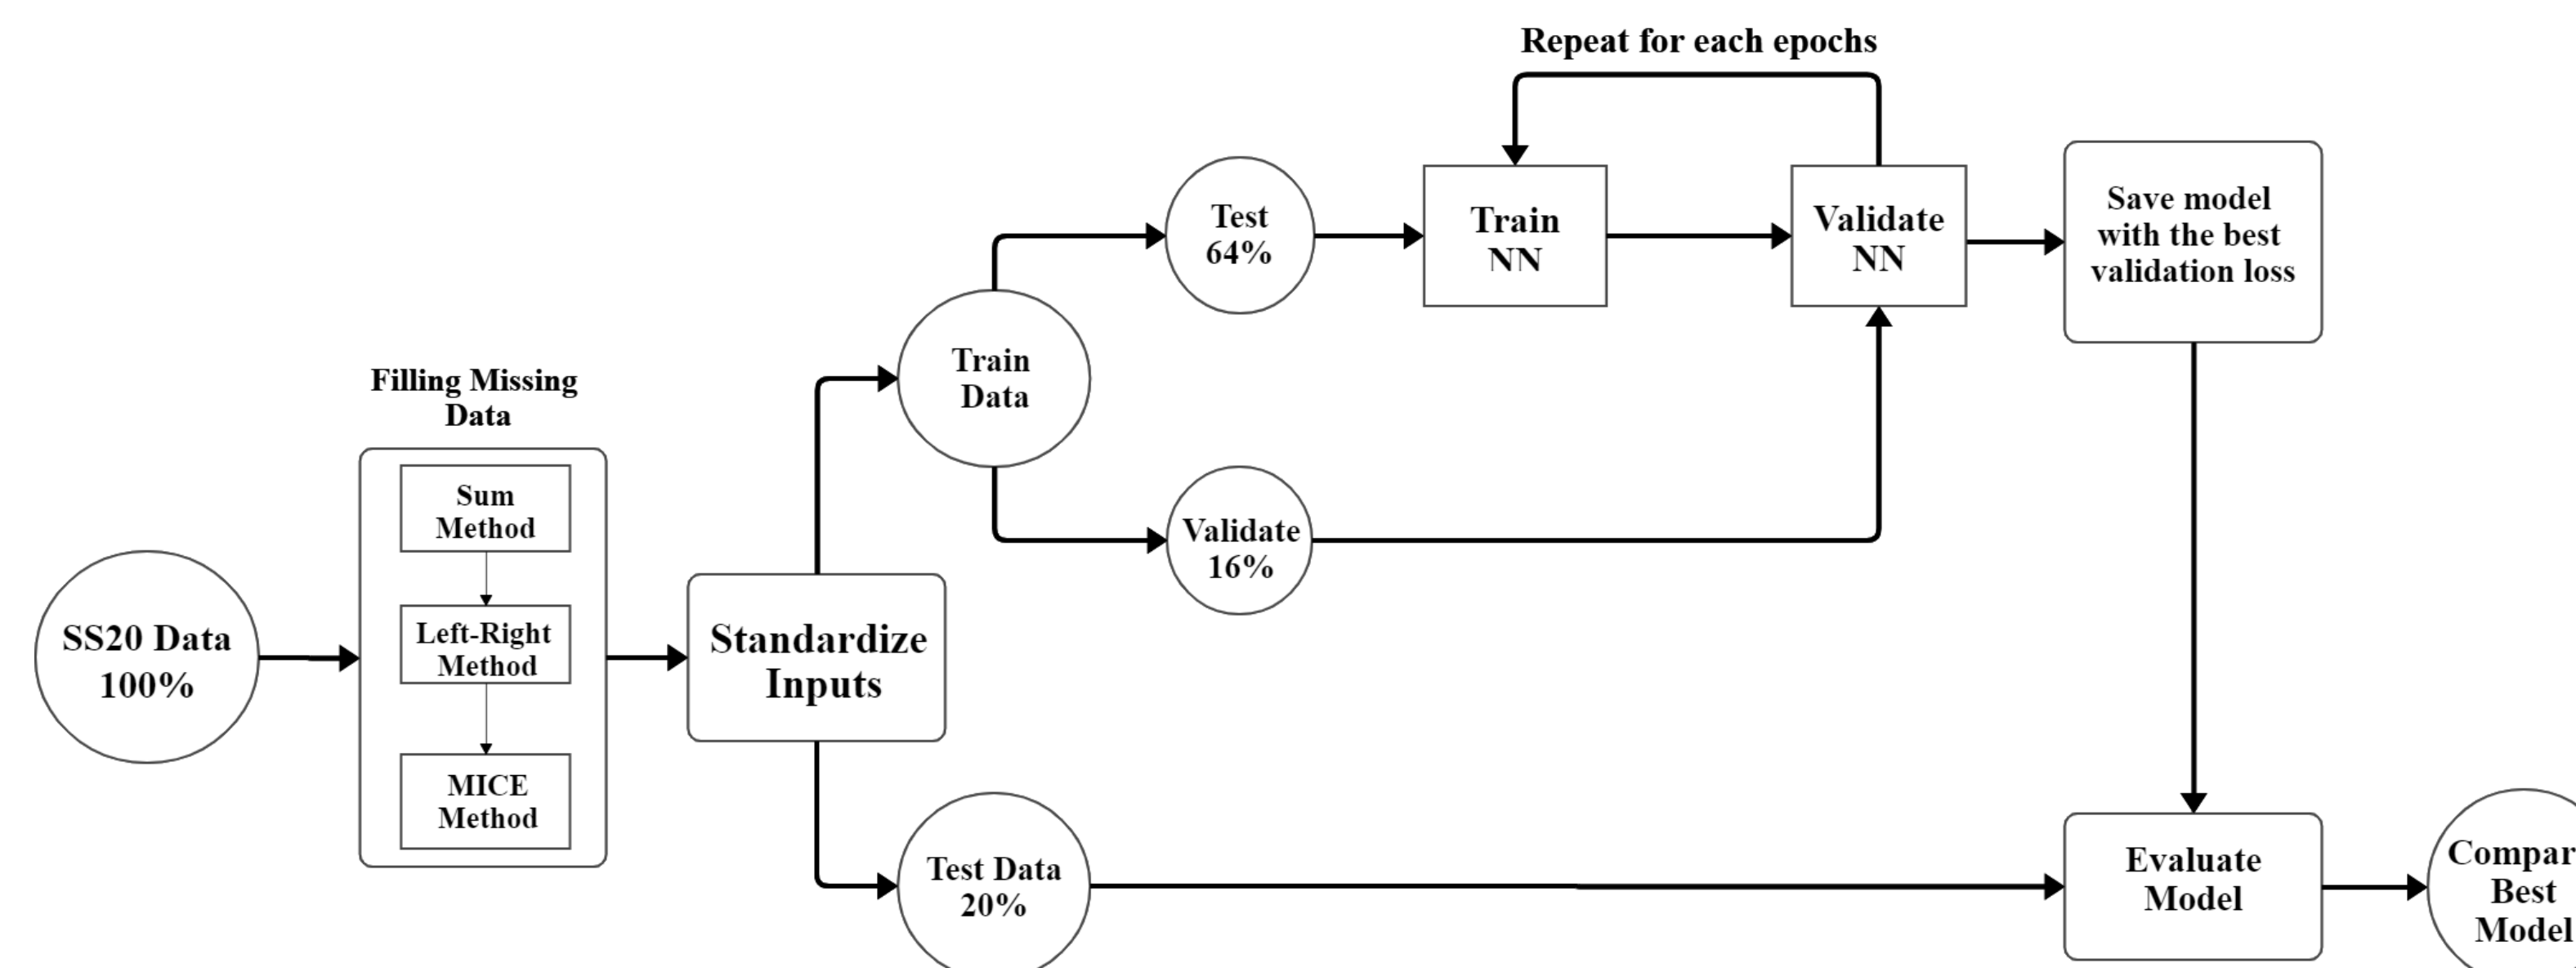 Repeat for each epochs
Test
64%
Train
NN
Validate
NN
Save model
with the best
validation loss
Train
Data
Filling Missing
Data
Sum
Method
Left-Right
Method
MICE
Method
SS20 Data
100%
Standardize
Inputs
Validate
16%
Test Data
20%
Evaluate
Model
Compar
Best
Model